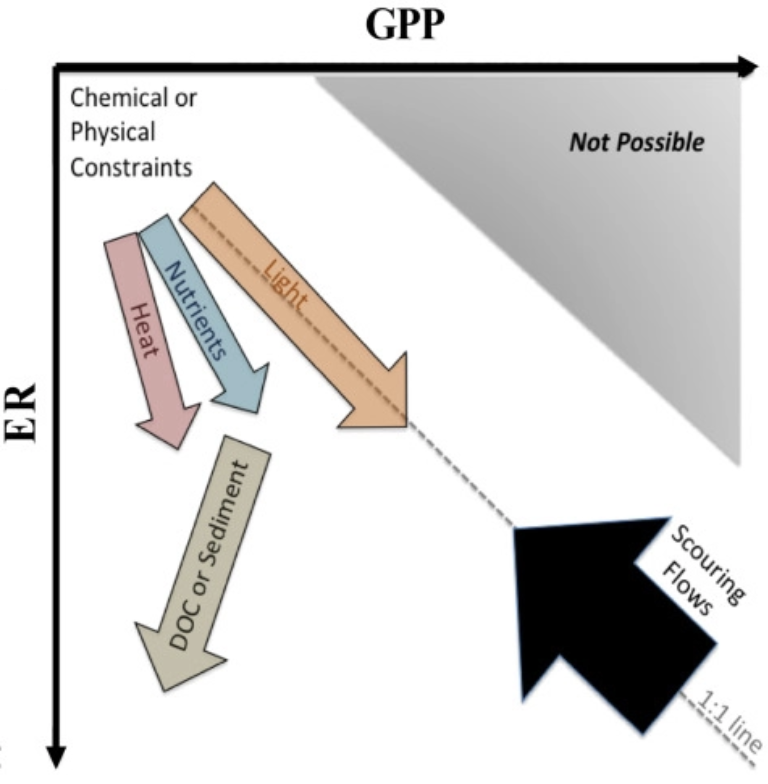 GPP
Chemical or
Physical
Constraints
Not Possible
Light
Nutrients
Heat
ER
DOC or Sediment
Scouring
Flows
1:1 line